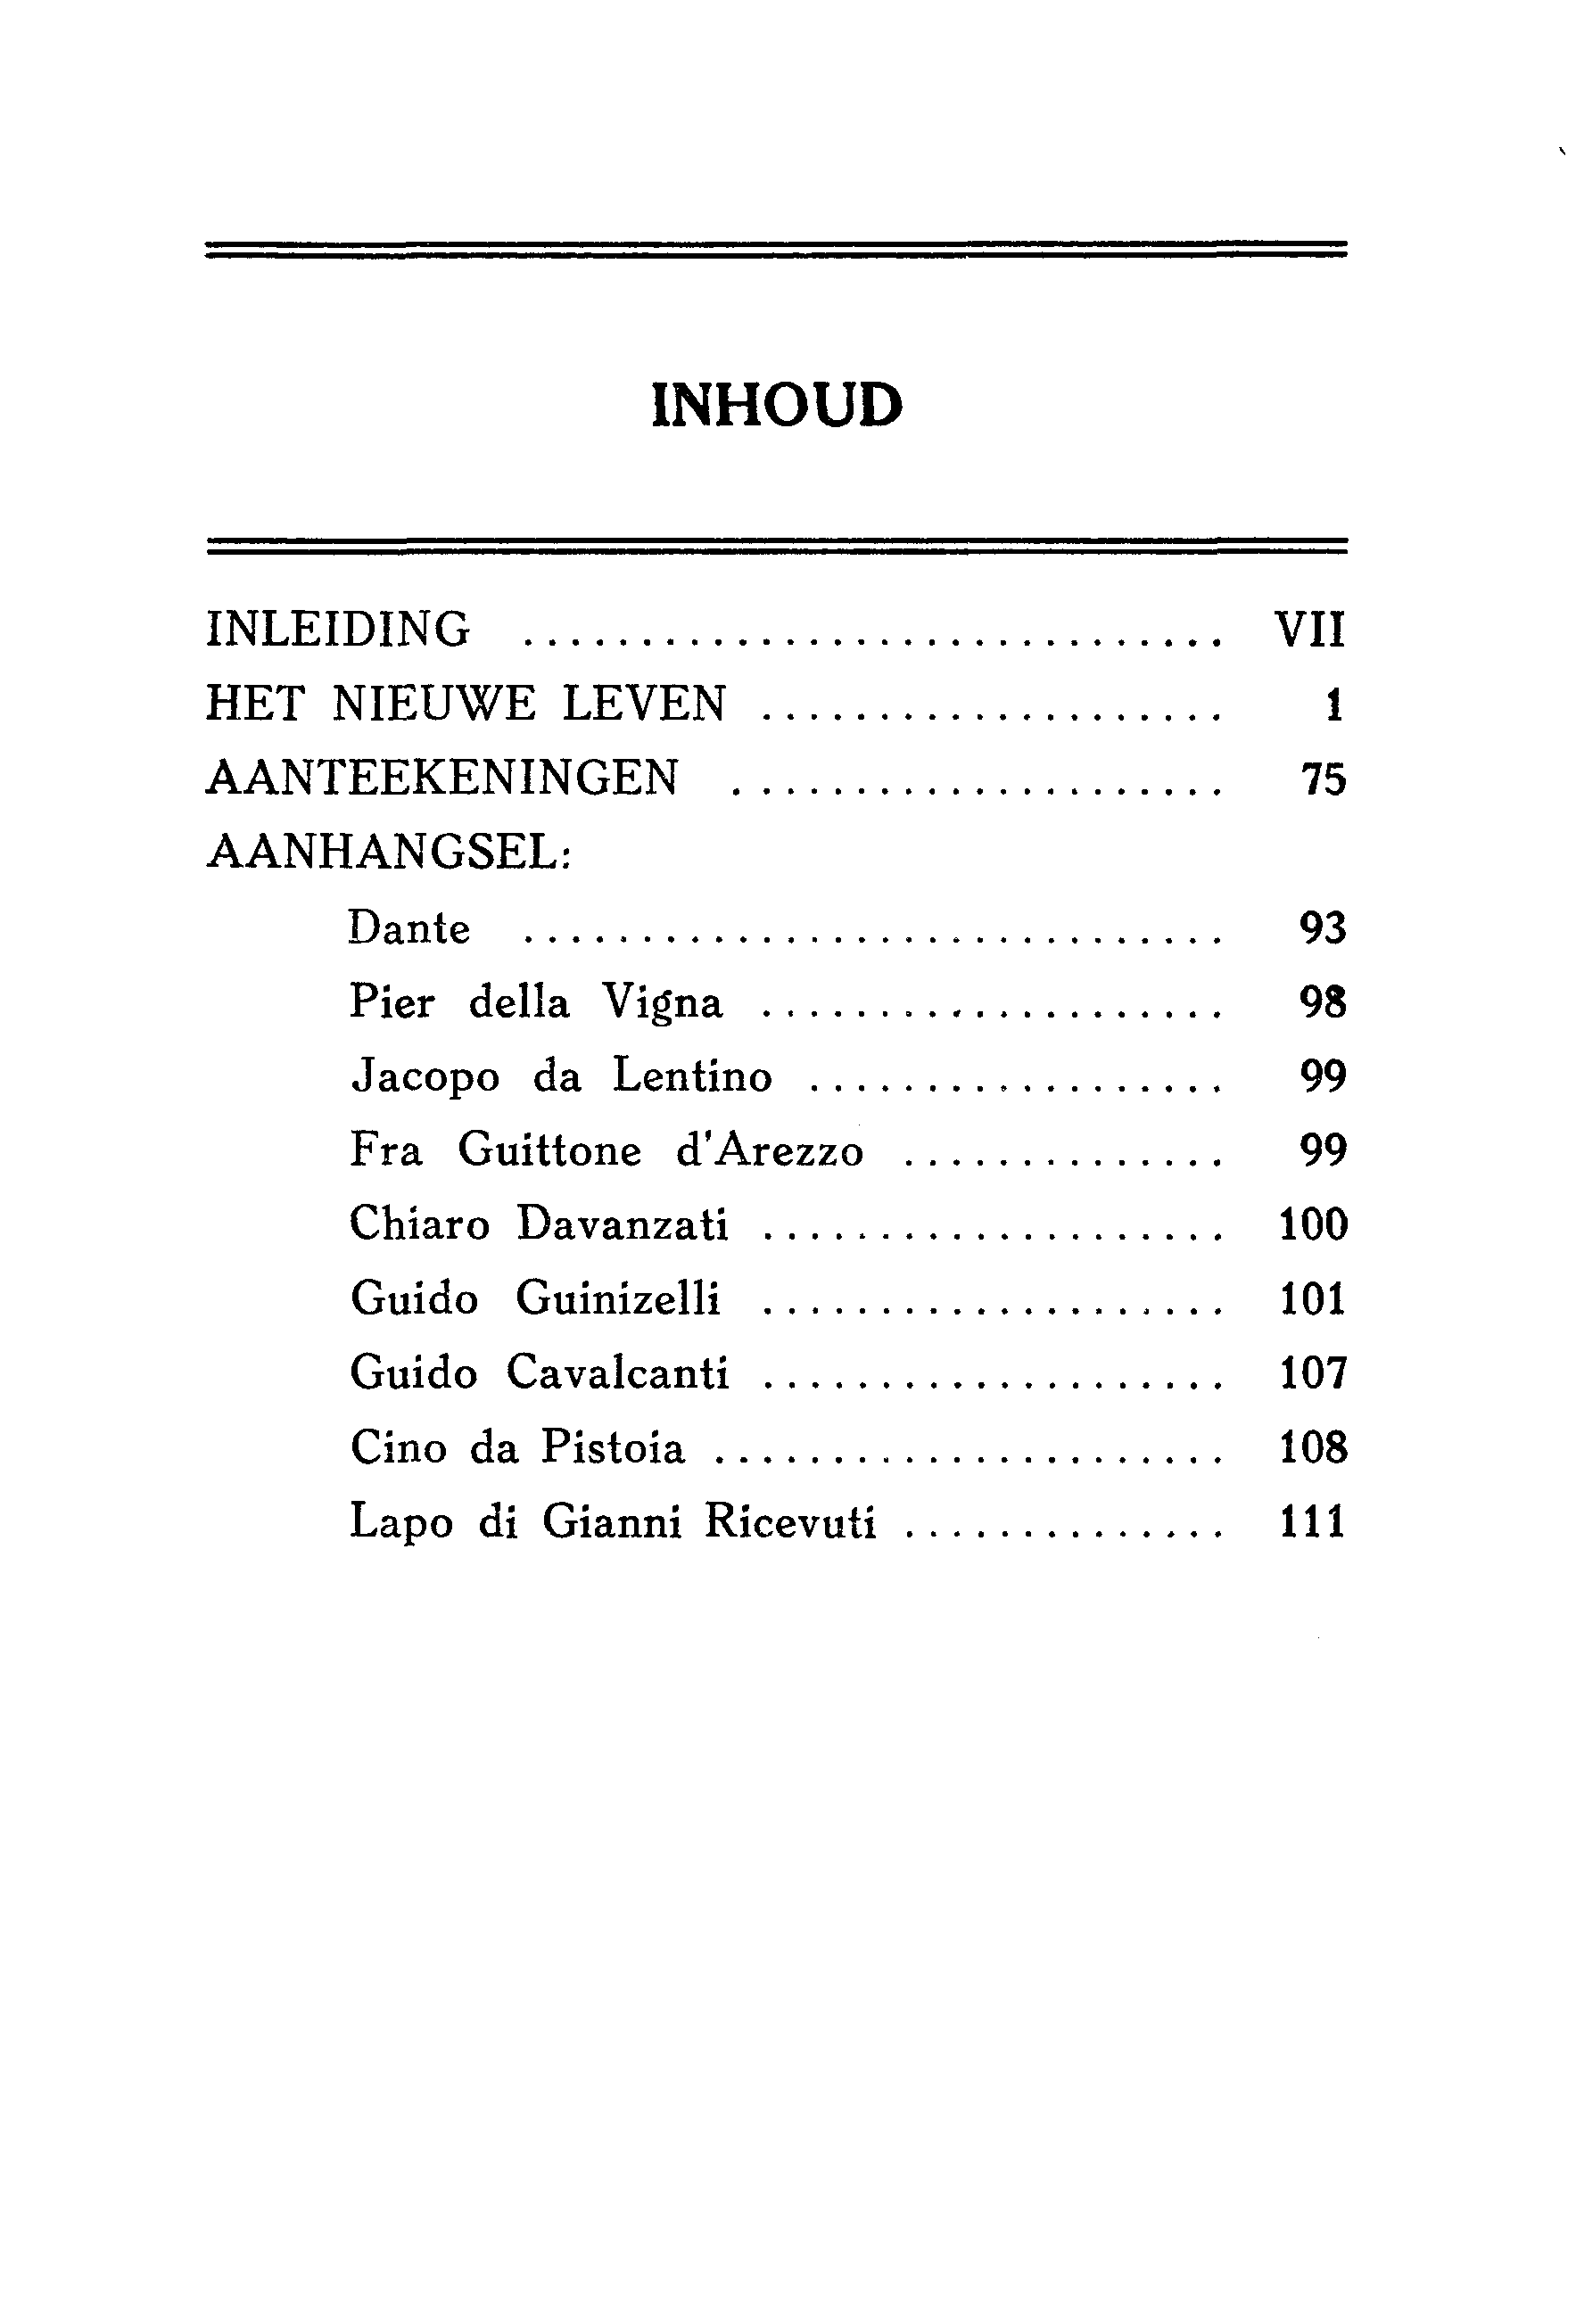 INHOUD
INLEIDING .............................. VII
HET NIEUWE LEVEN .................... 1
AANTEEKENINGEN ..................... 75
AANHANGSEL:
Dante .............................. 93
Pier della Vigna .................... 98
Jacopo da Lentino .................. 99
Fra Guittone d'Arezzo .............. 99
Chiaro Davanzati .................... 100
Guido Guinizelli .................... 101
Guido Cavalcanti .................... 107
Cino da Pistoia ...................... 108
Lapo di Gianni Ricevuti .............. 111